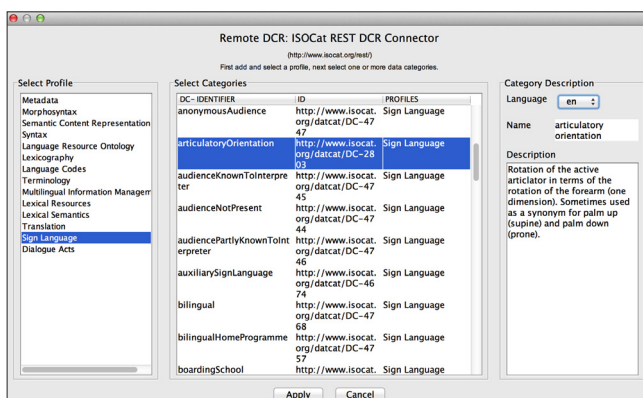 Remote DCR: ISOCat REST DCR Connector
(http://www.isocat.org/rest/)
First add and select a profile, next select one or more data categories.
Select Profile
Metadata
Morphosyntax
Semantic Content Representation
Syntax
Language Resource Ontology
Lexicography
Language Codes
Terminology
Multilingual Information Managem
Lexical Resources
Lexical Semantics
Translation
Sign Language
Dialogue Acts
Select Categories
DC- IDENTIFIER ID PROFILES
anonymousAudience http://www.isocat. Sign Language
org/datcat/DC-47
47
articulatoryOrientation http://www.isocat. Sign Language
org/datcat/DC-28
03
audienceKnownToInterpre http://www.isocat. Sign Language
ter org/datcat/DC-47
45
audienceNotPresent http://www.isocat. Sign Language
org/datcat/DC-47
44
audiencePartlyKnownToInt http://www.isocat. Sign Language
erpreter org/datcat/DC-47
46
auxiliarySignLanguage http://www.isocat. Sign Language
org/datcat/DC-46
74
bilingual http://www.isocat. Sign Language
org/datcat/DC-47
68
bilingualHomeProgramme http://www.isocat. Sign Language
org/datcat/DC-47
57
boardingSchool http://www.isocat. Sign Language
Category Description
Language en
Name articulatory
orientation
Description
Rotation of the active
articlator in terms of the
rotation of the forearm (one
dimension). Sometimes used
as a synonym for palm up
(supine) and palm down
(prone).
Apply Cancel